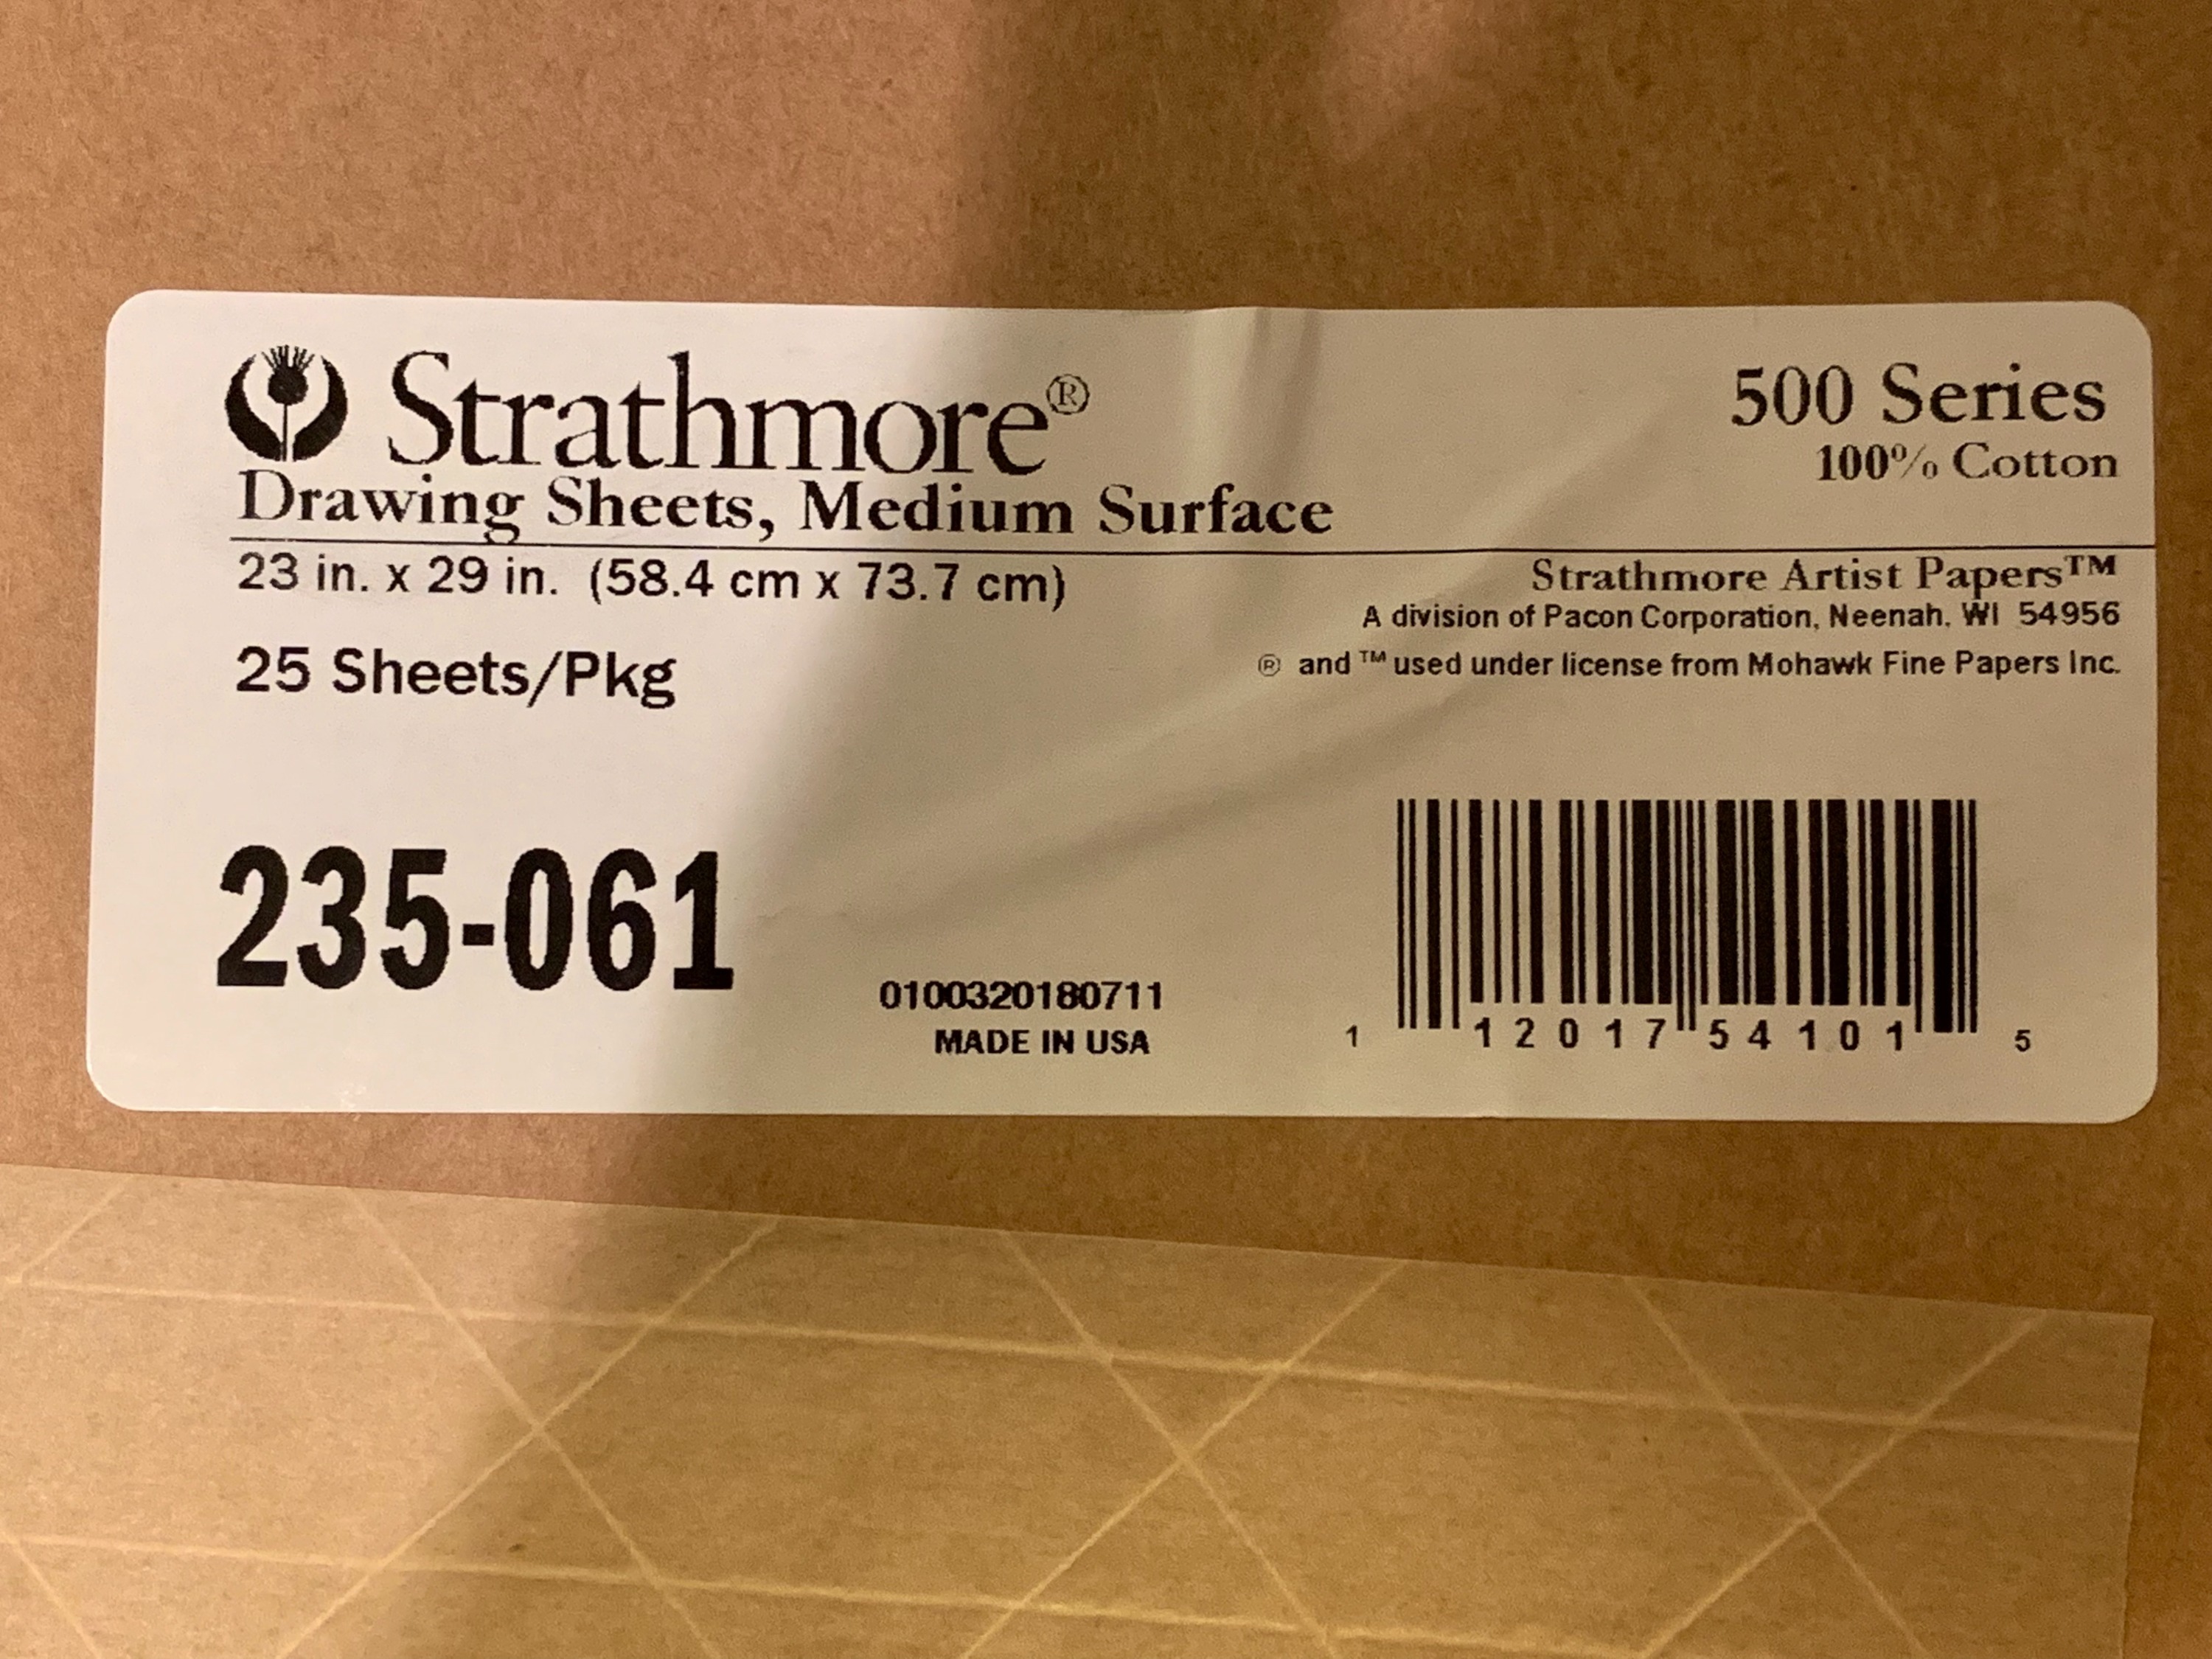 Strathmore®
Drawing Sheets, Medium Surface
500 Series
100% Cotton
23 in. x 29 in. (58.4 cm x 73.7 cm)
25 Sheets/Pkg
Strathmore Artist Papers™
A division of Pacon Corporation, Neenah, WI 54956
® and ™ used under license from Mohawk Fine Papers Inc.
235-061
0100320180711
MADE IN USA
1 12017 54101 5